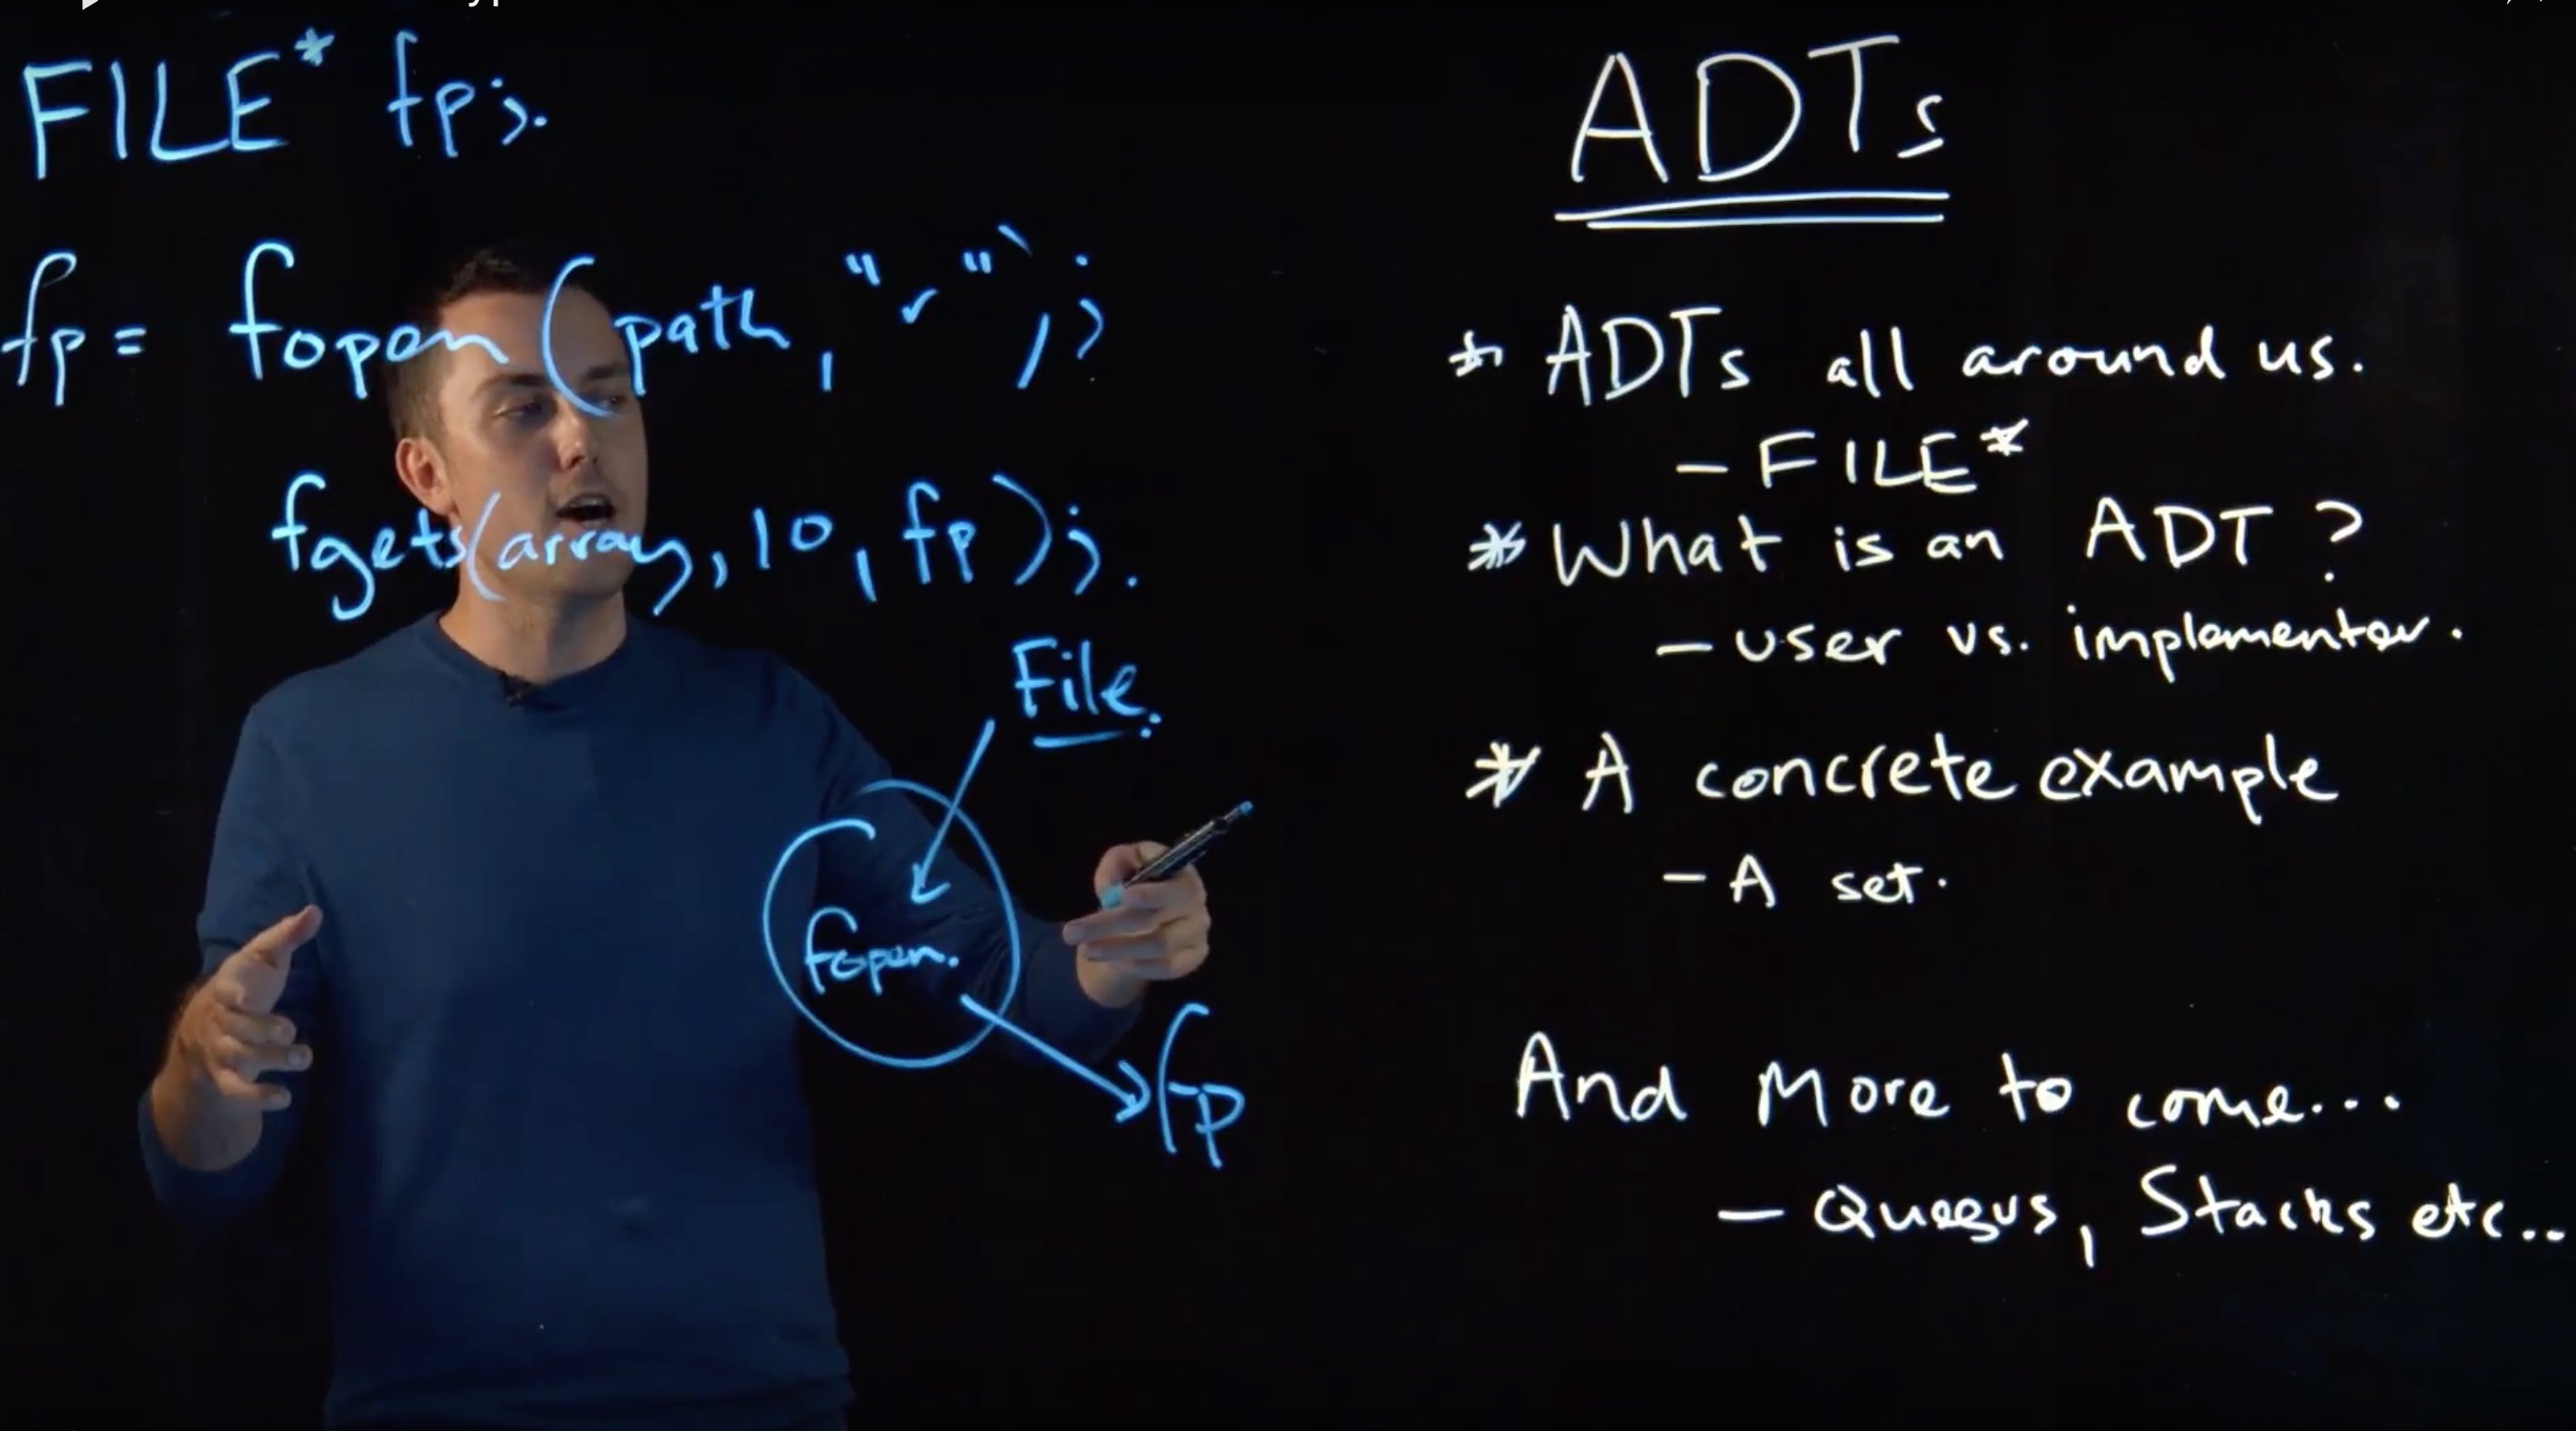 FILE* fp;.
fp = fopen(path, "r");
fgets(array, 10, fp);.
File.
fopen.
fp
ADTs
* ADTs all around us.
- FILE*
* What is an ADT?
- user vs. implementor.
* A concrete example
- A set.
And More to come...
- Queues, Stacks etc..